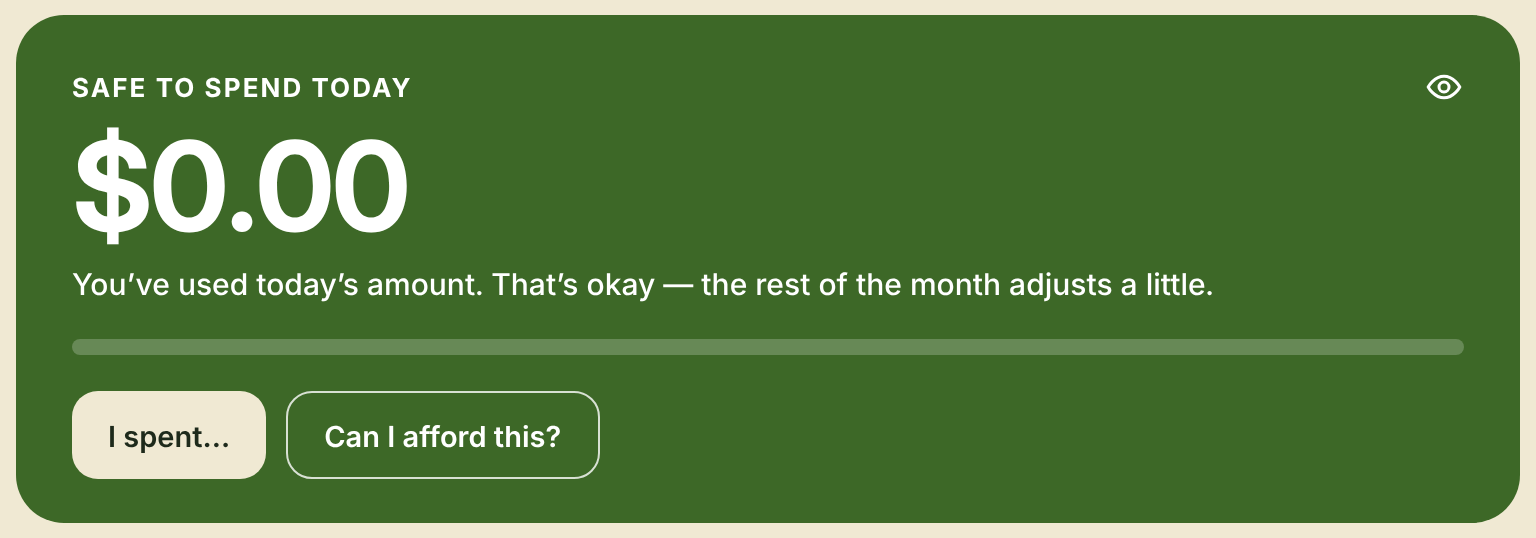 SAFE TO SPEND TODAY
$0.00
You’ve used today’s amount. That’s okay — the rest of the month adjusts a little.
I spent…
Can I afford this?